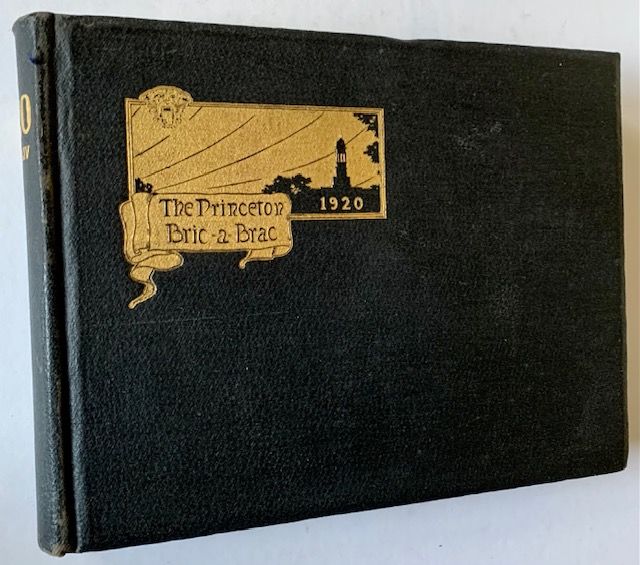 The Princeton
Bric-a-Brac
1920